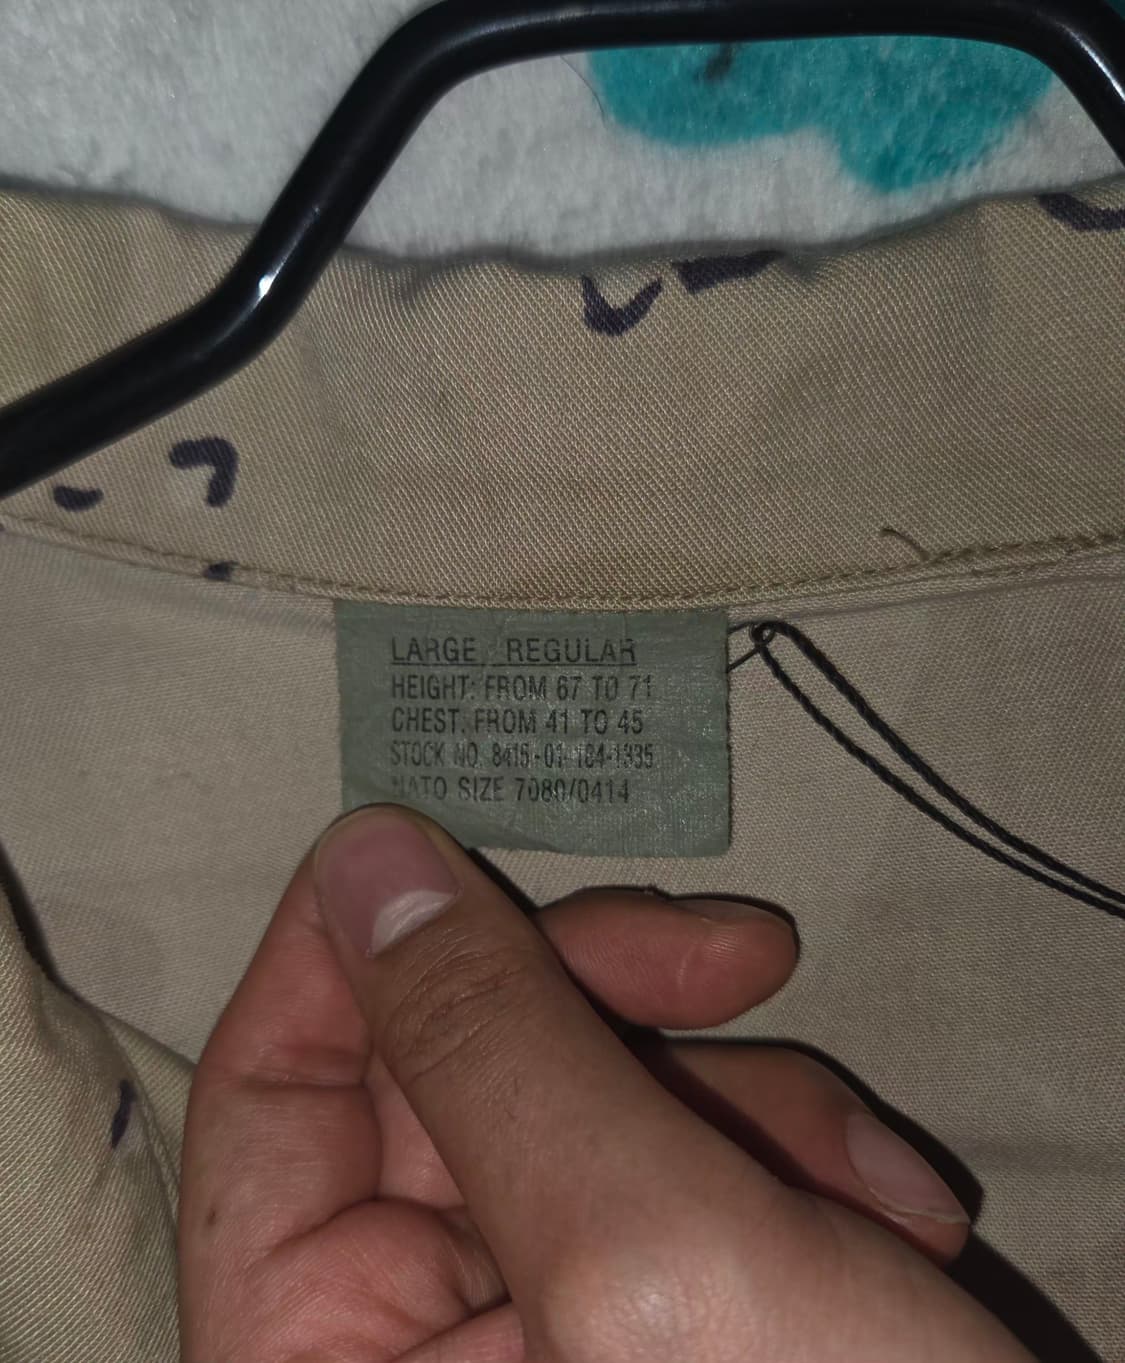 LARGE REGULAR
HEIGHT: FROM 67 TO 71
CHEST: FROM 41 TO 45
STOCK NO. 8415-01-184-1335
NATO SIZE 7080/0414